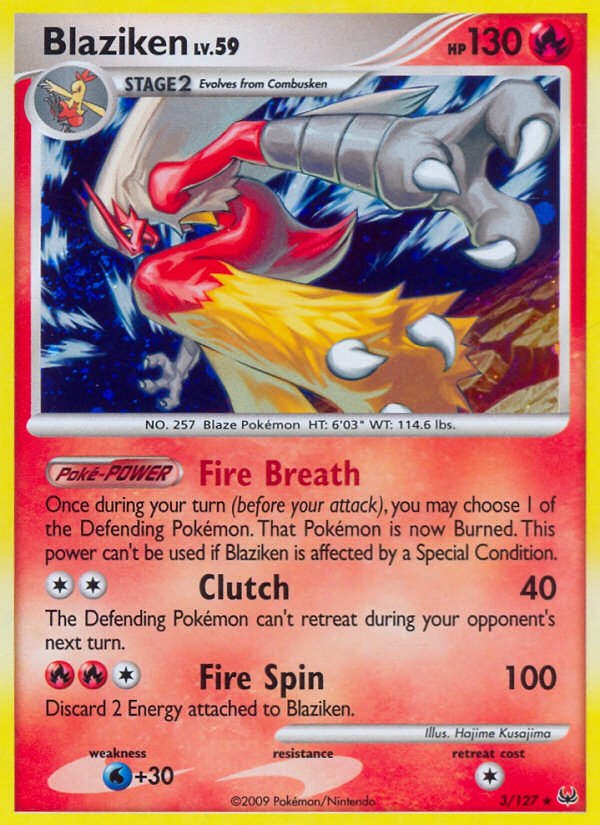 Blaziken LV.59
HP 130
STAGE2 Evolves from Combusken
NO. 257 Blaze Pokémon HT: 6'03" WT: 114.6 lbs.
Poké-POWER Fire Breath
Once during your turn (before your attack), you may choose 1 of
the Defending Pokémon. That Pokémon is now Burned. This
power can't be used if Blaziken is affected by a Special Condition.
Clutch 40
The Defending Pokémon can't retreat during your opponent's
next turn.
Fire Spin 100
Discard 2 Energy attached to Blaziken.
Illus. Hajime Kusajima
weakness resistance retreat cost
+30
©2009 Pokémon/Nintendo 3/127 ★